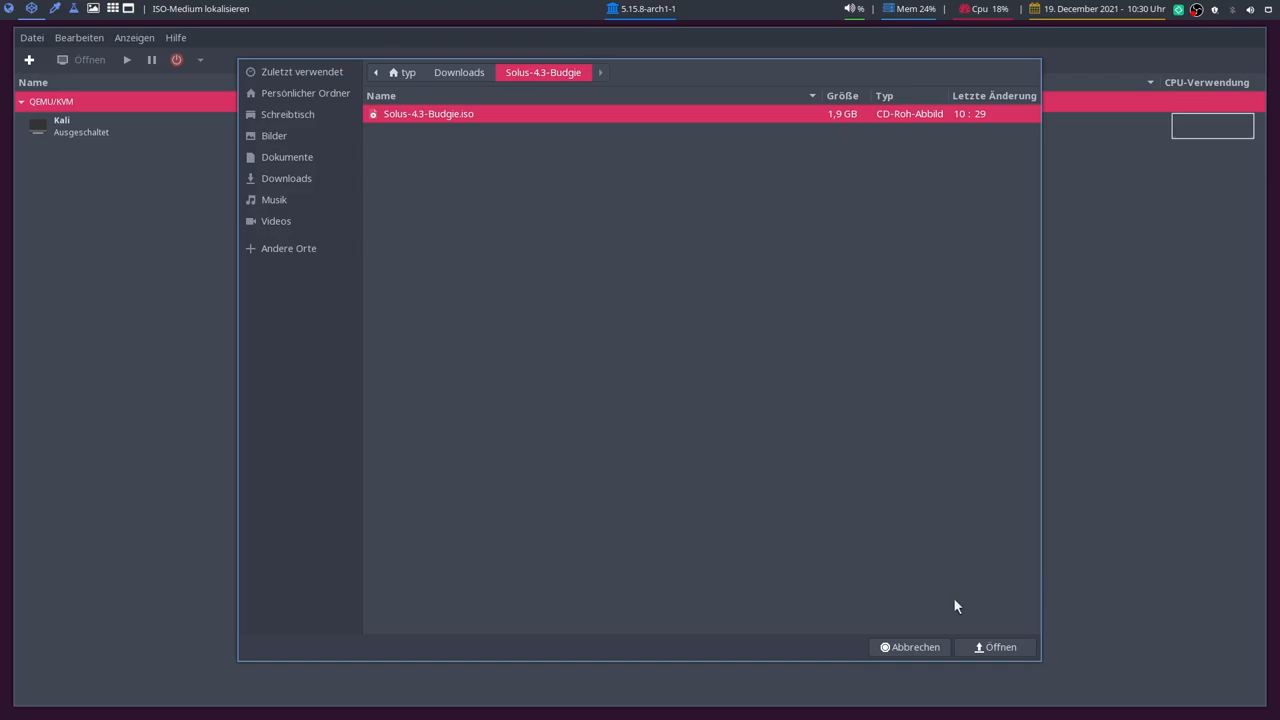 ISO-Medium lokalisieren
5.15.8-arch1-1
%
Mem 24%
Cpu 18%
19. December 2021 - 10:30 Uhr
Datei Bearbeiten Anzeigen Hilfe
Öffnen
Name
CPU-Verwendung
QEMU/KVM
Kali
Ausgeschaltet
Zuletzt verwendet
Persönlicher Ordner
Schreibtisch
Bilder
Dokumente
Downloads
Musik
Videos
Andere Orte
typ Downloads Solus-4.3-Budgie
Name Größe Typ Letzte Änderung
Solus-4.3-Budgie.iso 1,9 GB CD-Roh-Abbild 10 : 29
Abbrechen Öffnen